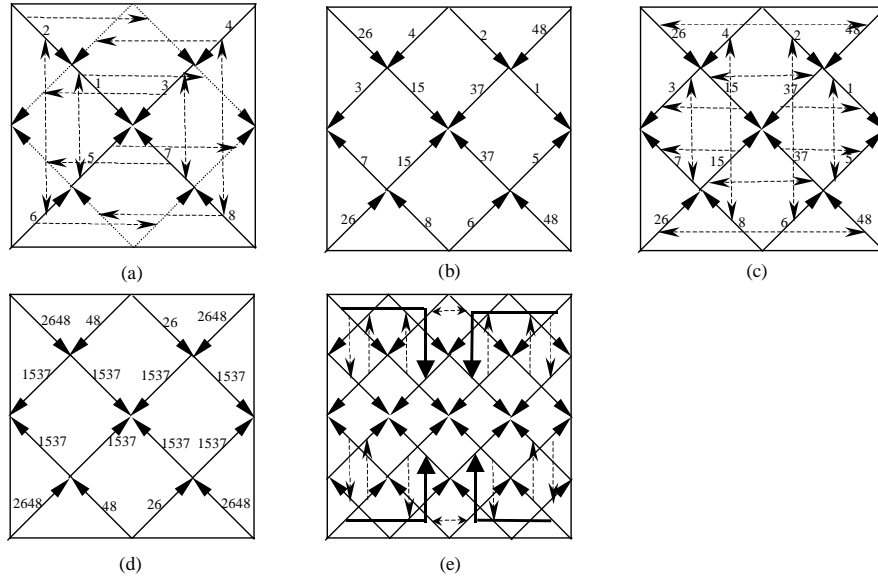 2 4
1 3
5 7
6 8
(a)
26 4 2 48
3 15 37 1
7 15 37 5
26 8 6 48
(b)
26 4 2 48
3 15 37 1
7 15 37 5
26 8 6 48
(c)
2648 48 26 2648
1537 1537 1537 1537
1537 1537 1537 1537
2648 48 26 2648
(d)
(e)